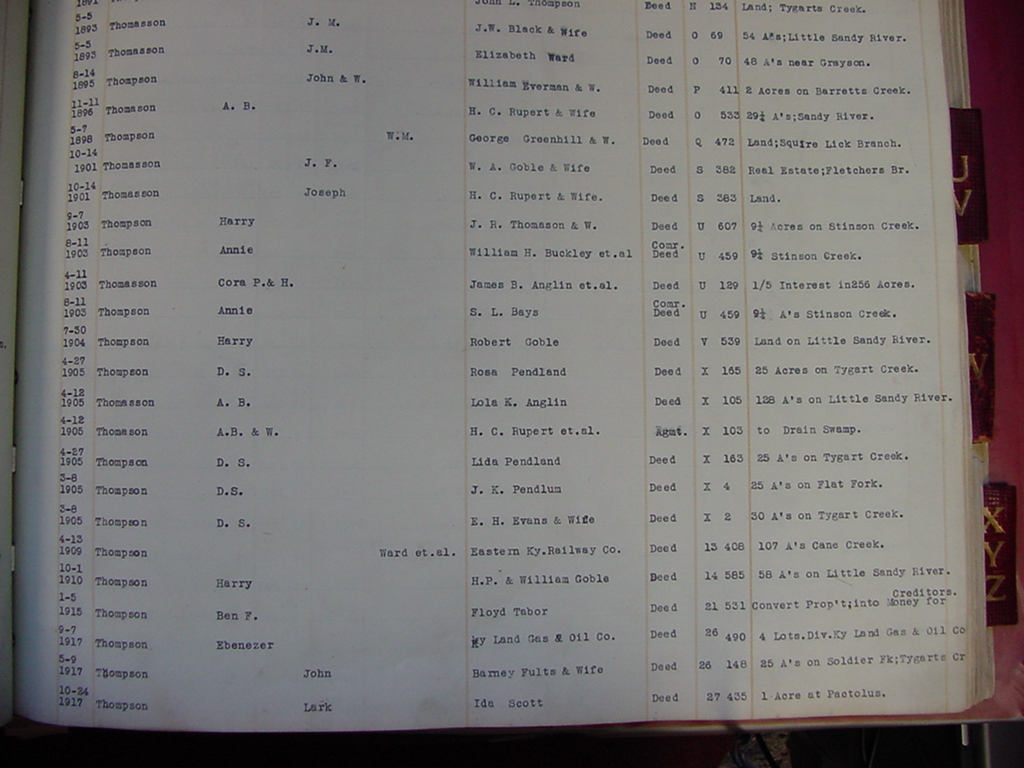 1891 John L. Thompson Deed N 134 Land; Tygarts Creek.
5-5
1893 Thomasson J. M. J.W. Black & Wife Deed O 69 54 A's;Little Sandy River.
5-5
1893 Thomasson J.M. Elizabeth Ward Deed O 70 48 A's near Grayson.
8-14
1895 Thompson John & W. William Everman & W. Deed P 411 2 Acres on Barretts Creek.
11-11
1896 Thomason A. B. H. C. Rupert & Wife Deed O 533 29¼ A's;Sandy River.
5-7
1898 Thompson W.M. George Greenhill & W. Deed Q 472 Land;Squire Lick Branch.
10-14
1901 Thomasson J. F. W. A. Goble & Wife Deed S 382 Real Estate;Fletchers Br.
10-14
1901 Thomasson Joseph H. C. Rupert & Wife. Deed S 383 Land.
9-7
1903 Thompson Harry J. R. Thomason & W. Deed U 607 9¼ Acres on Stinson Creek.
8-11
1903 Thompson Annie William H. Buckley et.al Comr. Deed U 459 9¼ Stinson Creek.
4-11
1903 Thomasson Cora P.& H. James B. Anglin et.al. Deed U 129 1/5 Interest in256 Acres.
8-11
1903 Thompson Annie S. L. Bays Comr. Deed U 459 9¼ A's Stinson Creek.
7-30
1904 Thompson Harry Robert Goble Deed V 539 Land on Little Sandy River.
4-27
1905 Thompson D. S. Rosa Pendland Deed X 165 25 Acres on Tygart Creek.
4-12
1905 Thomasson A. B. Lola K. Anglin Deed X 105 128 A's on Little Sandy River.
4-12
1905 Thomason A.B. & W. H. C. Rupert et.al. Agmt. X 103 to Drain Swamp.
4-27
1905 Thompson D. S. Lida Pendland Deed X 163 25 A's on Tygart Creek.
3-8
1905 Thompson D.S. J. K. Pendlum Deed X 4 25 A's on Flat Fork.
3-8
1905 Thompson D. S. E. H. Evans & Wife Deed X 2 30 A's on Tygart Creek.
4-13
1909 Thompson Ward et.al. Eastern Ky.Railway Co. Deed 13 408 107 A's Cane Creek.
10-1
1910 Thompson Harry H.P. & William Goble Deed 14 585 58 A's on Little Sandy River.
1-5
1915 Thompson Ben F. Floyd Tabor Deed 21 531 Convert Prop't;into Money for Creditors.
9-7
1917 Thompson Ebenezer Ky Land Gas & Oil Co. Deed 26 490 4 Lots.Div.Ky Land Gas & Oil Co
5-9
1917 Thompson John Barney Fults & Wife Deed 26 148 25 A's on Soldier Fk;Tygarts Cr
10-24
1917 Thompson Lark Ida Scott Deed 27 435 1 Acre at Pactolus.
U
V
W
X
Y
Z